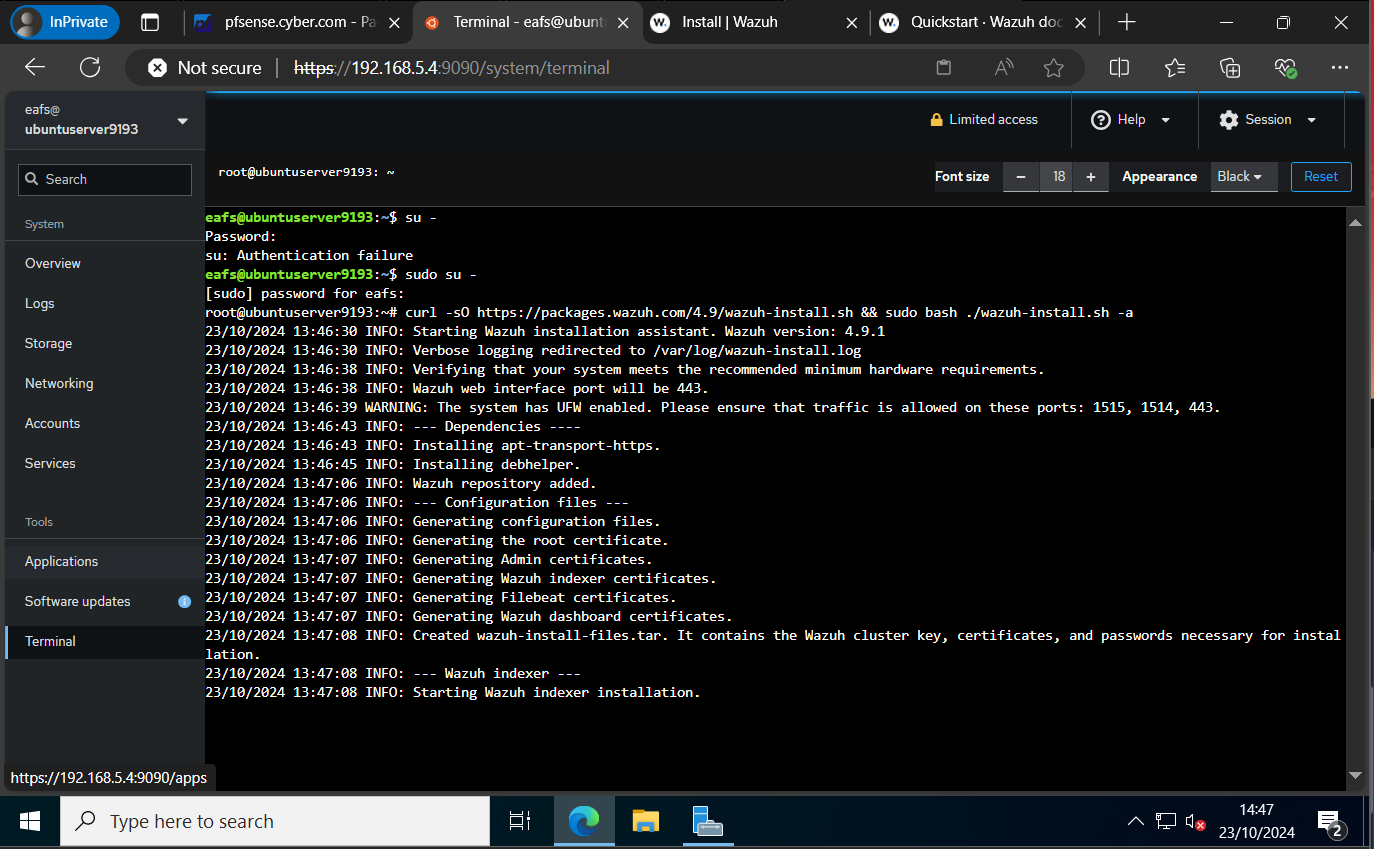 InPrivate
pfsense.cyber.com - Pa
Terminal - eafs@ubunt
Install | Wazuh
Quickstart · Wazuh doc
Not secure
https://192.168.5.4:9090/system/terminal
eafs@
ubuntuserver9193
Limited access
Help
Session
Search
root@ubuntuserver9193: ~
Font size
18
Appearance
Black
Reset
System
Overview
Logs
Storage
Networking
Accounts
Services
Tools
Applications
Software updates
Terminal
eafs@ubuntuserver9193:~$ su -
Password:
su: Authentication failure
eafs@ubuntuserver9193:~$ sudo su -
[sudo] password for eafs:
root@ubuntuserver9193:~# curl -sO https://packages.wazuh.com/4.9/wazuh-install.sh && sudo bash ./wazuh-install.sh -a
23/10/2024 13:46:30 INFO: Starting Wazuh installation assistant. Wazuh version: 4.9.1
23/10/2024 13:46:30 INFO: Verbose logging redirected to /var/log/wazuh-install.log
23/10/2024 13:46:38 INFO: Verifying that your system meets the recommended minimum hardware requirements.
23/10/2024 13:46:38 INFO: Wazuh web interface port will be 443.
23/10/2024 13:46:39 WARNING: The system has UFW enabled. Please ensure that traffic is allowed on these ports: 1515, 1514, 443.
23/10/2024 13:46:43 INFO: --- Dependencies ----
23/10/2024 13:46:43 INFO: Installing apt-transport-https.
23/10/2024 13:46:45 INFO: Installing debhelper.
23/10/2024 13:47:06 INFO: Wazuh repository added.
23/10/2024 13:47:06 INFO: --- Configuration files ---
23/10/2024 13:47:06 INFO: Generating configuration files.
23/10/2024 13:47:06 INFO: Generating the root certificate.
23/10/2024 13:47:07 INFO: Generating Admin certificates.
23/10/2024 13:47:07 INFO: Generating Wazuh indexer certificates.
23/10/2024 13:47:07 INFO: Generating Filebeat certificates.
23/10/2024 13:47:07 INFO: Generating Wazuh dashboard certificates.
23/10/2024 13:47:08 INFO: Created wazuh-install-files.tar. It contains the Wazuh cluster key, certificates, and passwords necessary for instal
lation.
23/10/2024 13:47:08 INFO: --- Wazuh indexer ---
23/10/2024 13:47:08 INFO: Starting Wazuh indexer installation.
https://192.168.5.4:9090/apps
Type here to search
14:47
23/10/2024
2